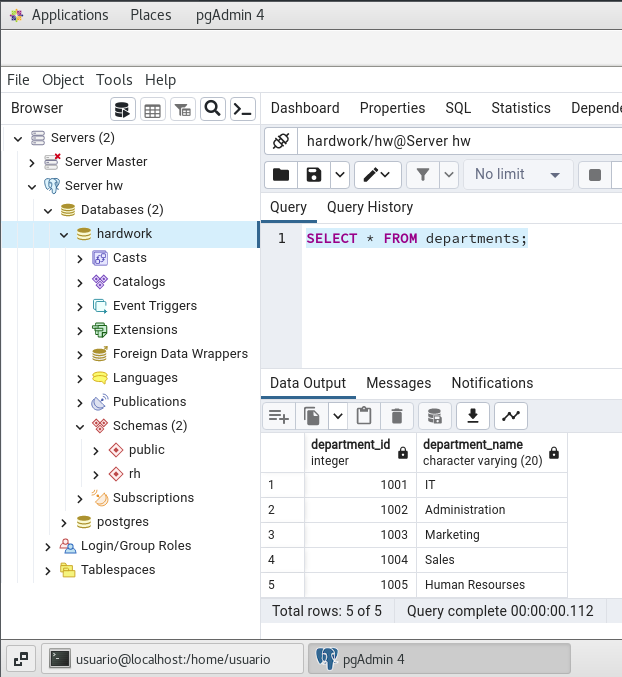 Applications Places pgAdmin 4
File Object Tools Help
Browser
Dashboard Properties SQL Statistics Depende
Servers (2)
Server Master
Server hw
Databases (2)
hardwork
Casts
Catalogs
Event Triggers
Extensions
Foreign Data Wrappers
Languages
Publications
Schemas (2)
public
rh
Subscriptions
postgres
Login/Group Roles
Tablespaces
hardwork/hw@Server hw
No limit
Query Query History
1 SELECT * FROM departments;
Data Output Messages Notifications
department_id department_name
integer character varying (20)
1 1001 IT
2 1002 Administration
3 1003 Marketing
4 1004 Sales
5 1005 Human Resourses
Total rows: 5 of 5 Query complete 00:00:00.112
usuario@localhost:/home/usuario pgAdmin 4